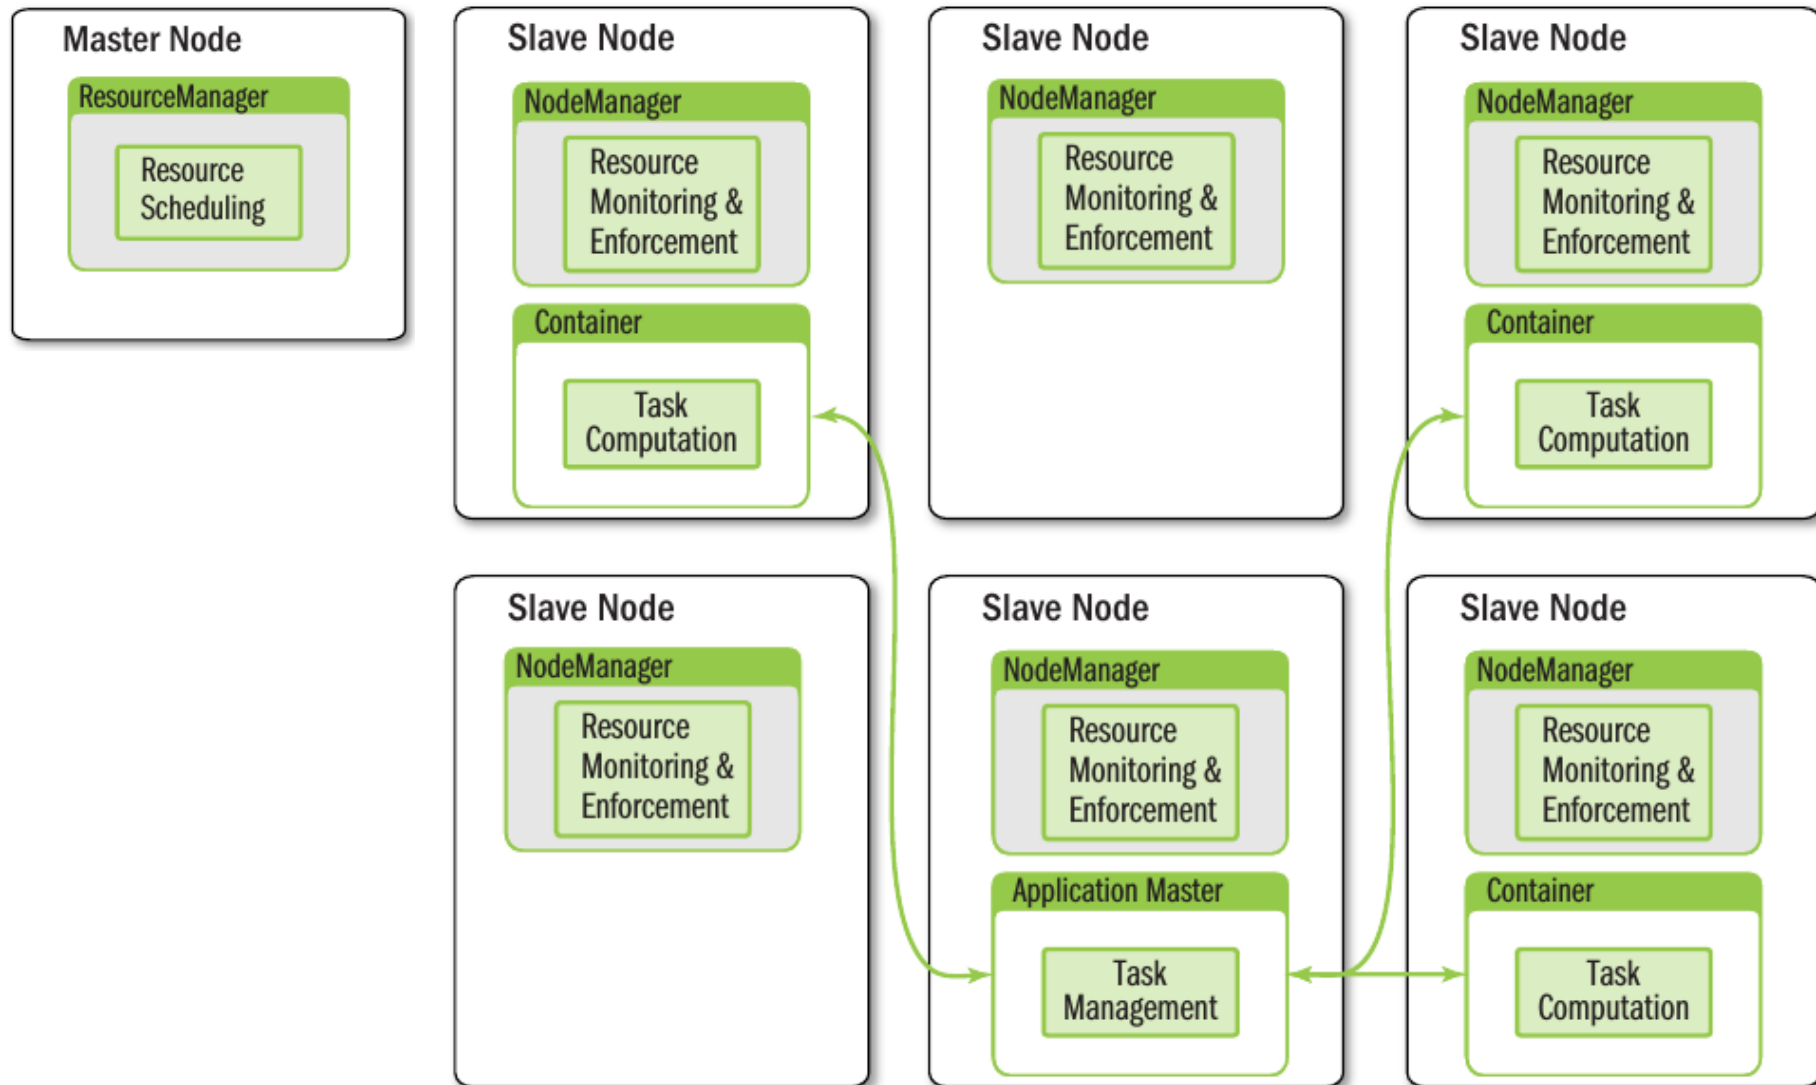 Master Node
ResourceManager
Resource
Scheduling
Slave Node
NodeManager
Resource
Monitoring &
Enforcement
Container
Task
Computation
Slave Node
NodeManager
Resource
Monitoring &
Enforcement
Slave Node
NodeManager
Resource
Monitoring &
Enforcement
Container
Task
Computation
Slave Node
NodeManager
Resource
Monitoring &
Enforcement
Slave Node
NodeManager
Resource
Monitoring &
Enforcement
Application Master
Task
Management
Slave Node
NodeManager
Resource
Monitoring &
Enforcement
Container
Task
Computation